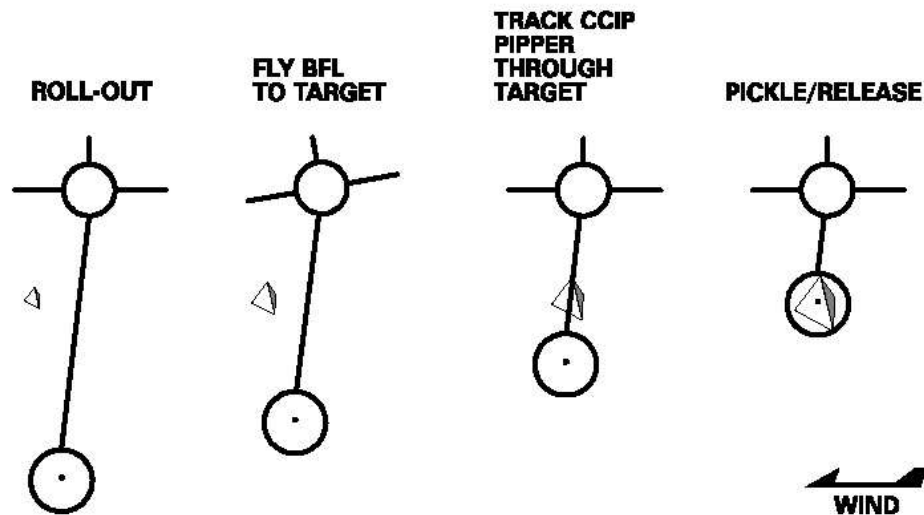 ROLL-OUT
FLY BFL
TO TARGET
TRACK CCIP
PIPPER
THROUGH
TARGET
PICKLE/RELEASE
WIND